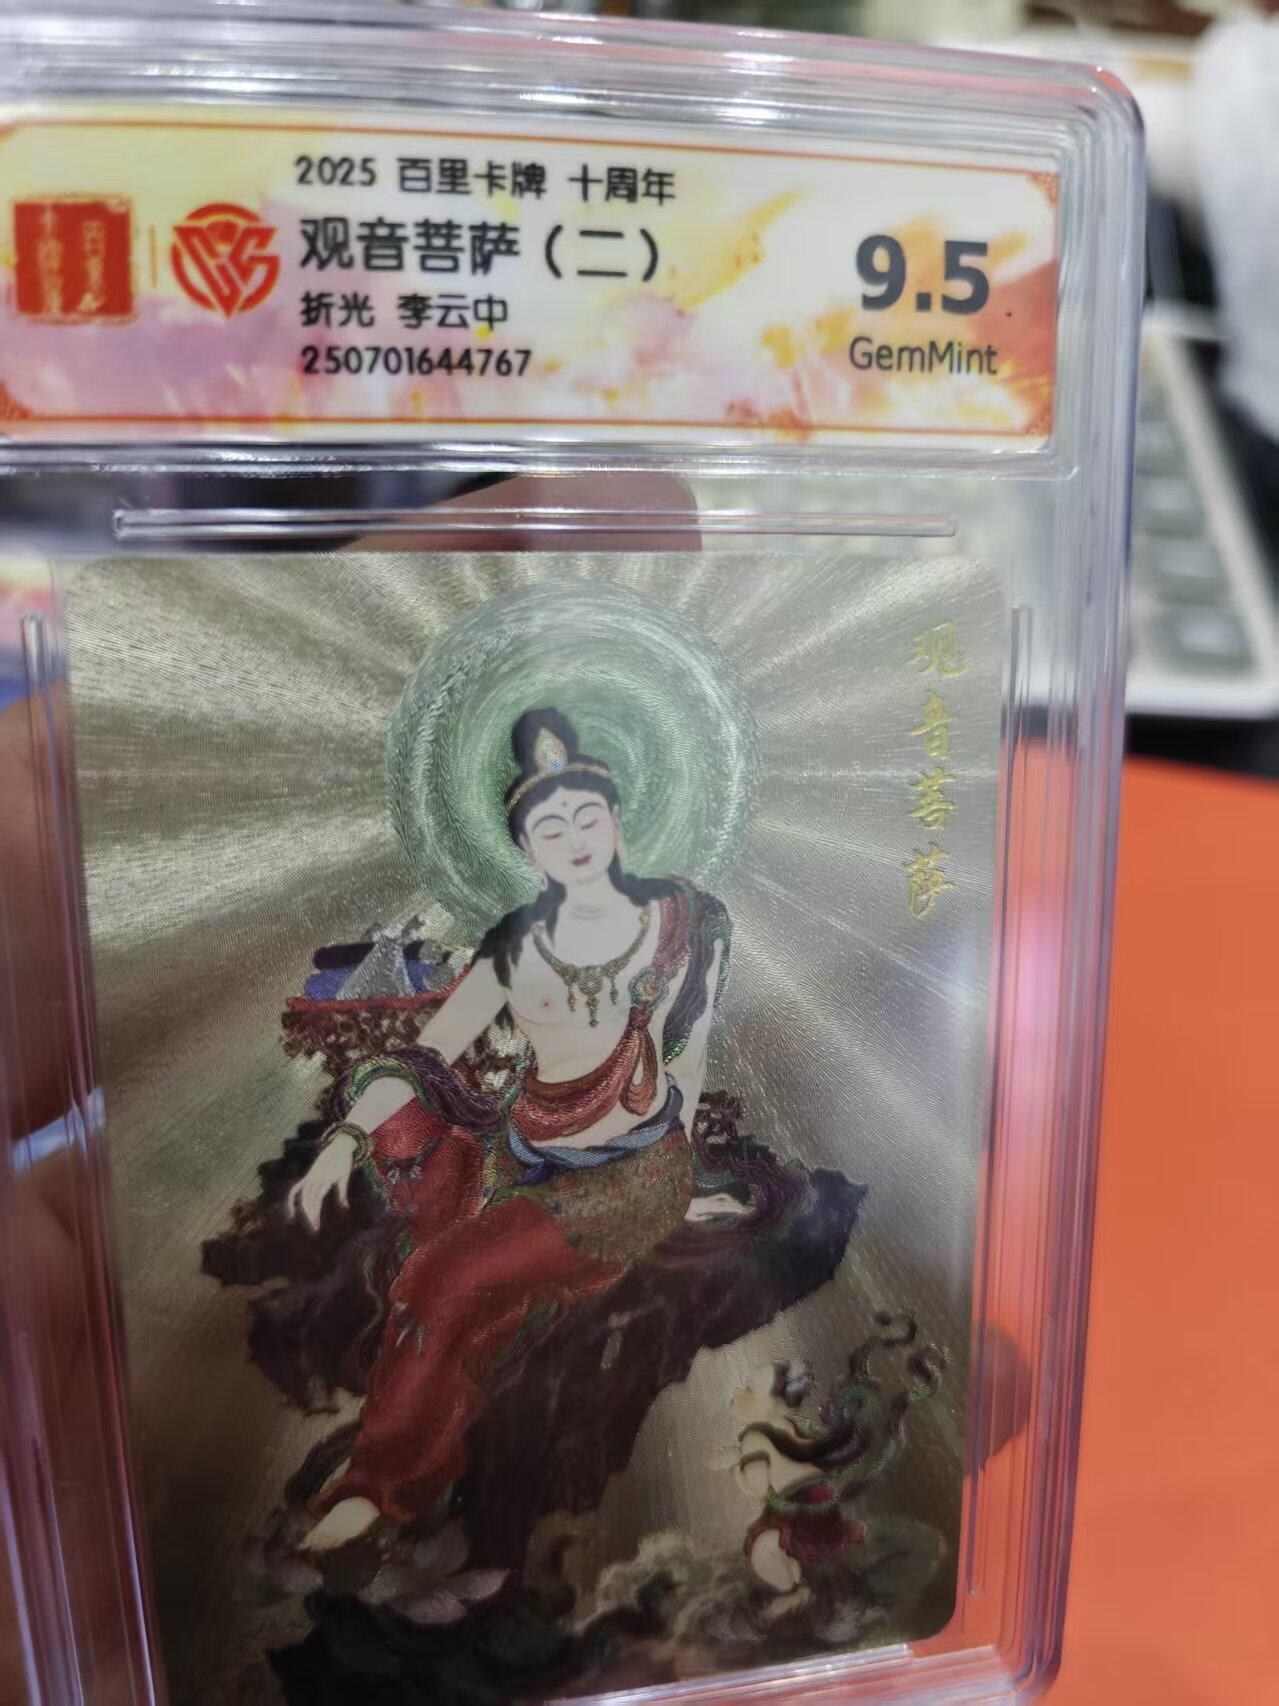 2025 百里卡牌 十周年
观音菩萨（二）
折光 李云中
250701644767
9.5
GemMint
观音菩萨